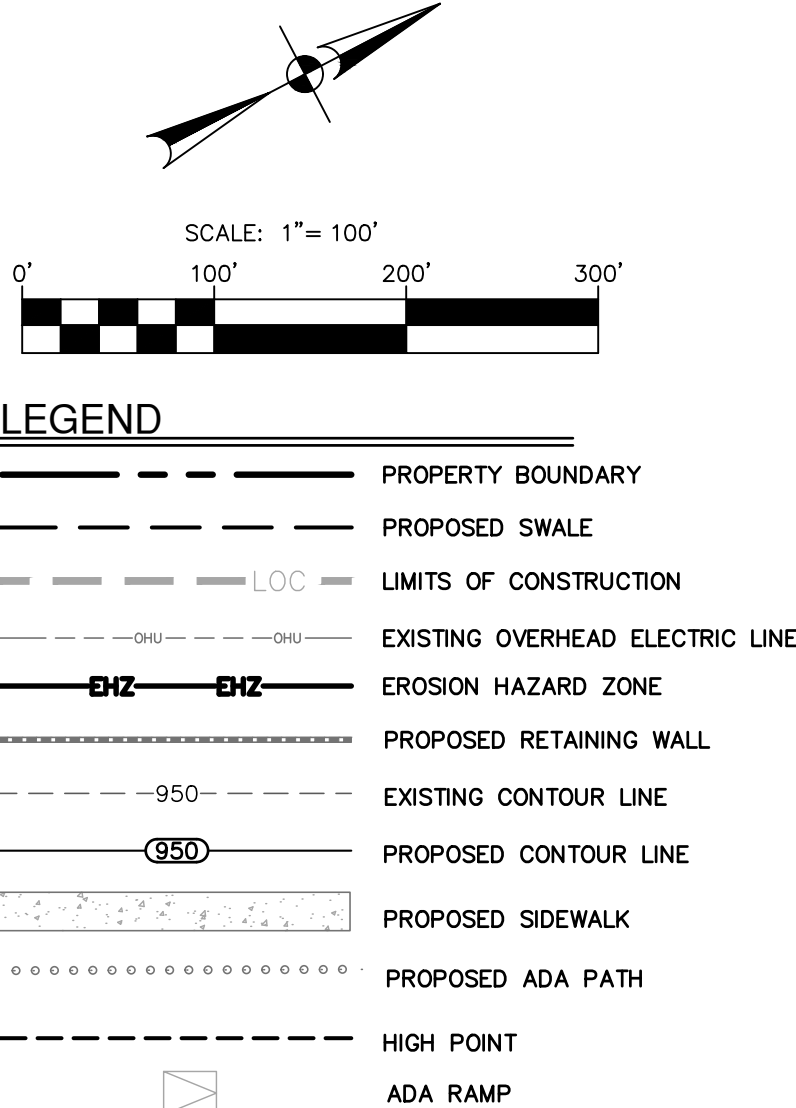 SCALE: 1"= 100'
0' 100' 200' 300'
LEGEND
PROPERTY BOUNDARY
PROPOSED SWALE
LOC LIMITS OF CONSTRUCTION
OHU OHU EXISTING OVERHEAD ELECTRIC LINE
EHZ EHZ EROSION HAZARD ZONE
PROPOSED RETAINING WALL
950 EXISTING CONTOUR LINE
950 PROPOSED CONTOUR LINE
PROPOSED SIDEWALK
PROPOSED ADA PATH
HIGH POINT
ADA RAMP